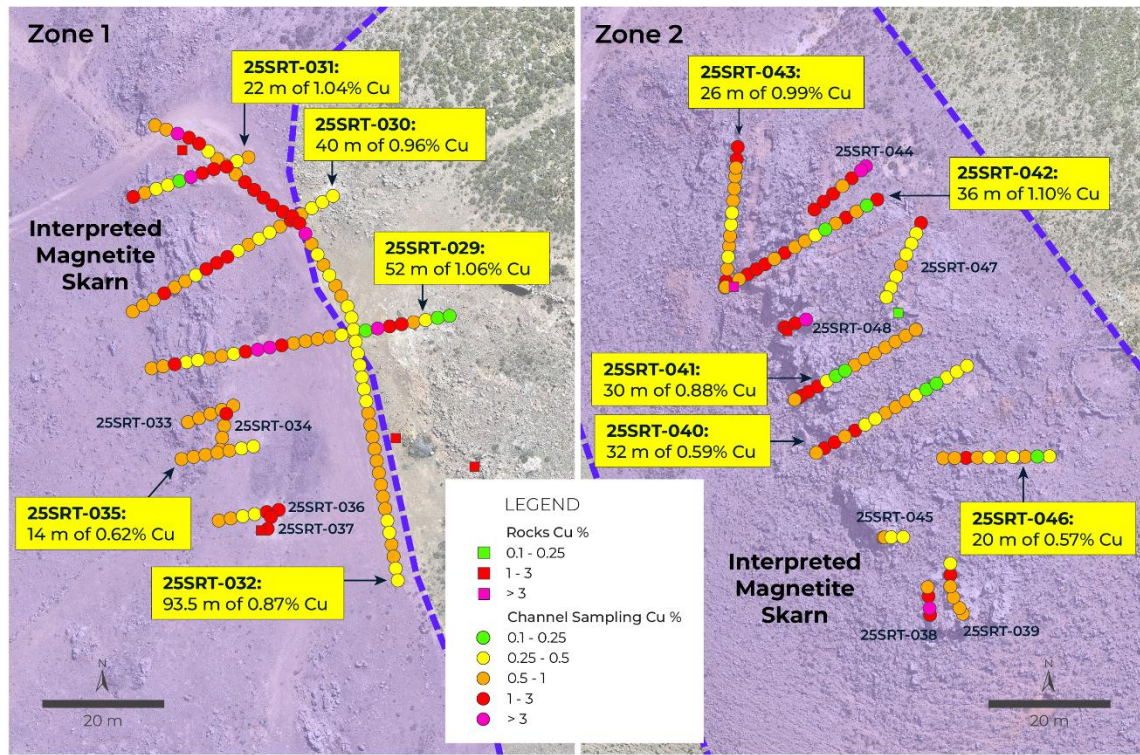 Zone 1
25SRT-031:
22 m of 1.04% Cu
25SRT-030:
40 m of 0.96% Cu
Interpreted
Magnetite
Skarn
25SRT-029:
52 m of 1.06% Cu
25SRT-033
25SRT-034
25SRT-035:
14 m of 0.62% Cu
25SRT-036
25SRT-037
25SRT-032:
93.5 m of 0.87% Cu
N
20 m
Zone 2
25SRT-043:
26 m of 0.99% Cu
25SRT-044
25SRT-042:
36 m of 1.10% Cu
25SRT-047
25SRT-048
25SRT-041:
30 m of 0.88% Cu
25SRT-040:
32 m of 0.59% Cu
25SRT-046:
20 m of 0.57% Cu
25SRT-045
Interpreted
Magnetite
Skarn
25SRT-038
25SRT-039
N
20 m
LEGEND
Rocks Cu %
0.1 - 0.25
1 - 3
> 3
Channel Sampling Cu %
0.1 - 0.25
0.25 - 0.5
0.5 - 1
1 - 3
> 3